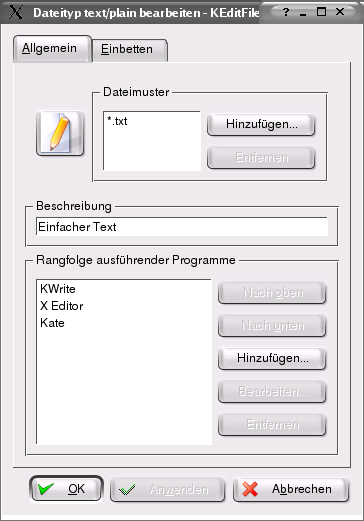 Dateityp text/plain bearbeiten - KEditFile
Allgemein
Einbetten
Dateimuster
*.txt
Hinzufügen...
Entfernen
Beschreibung
Einfacher Text
Rangfolge ausführender Programme
KWrite
X Editor
Kate
Nach oben
Nach unten
Hinzufügen...
Bearbeiten...
Entfernen
OK
Anwenden
Abbrechen